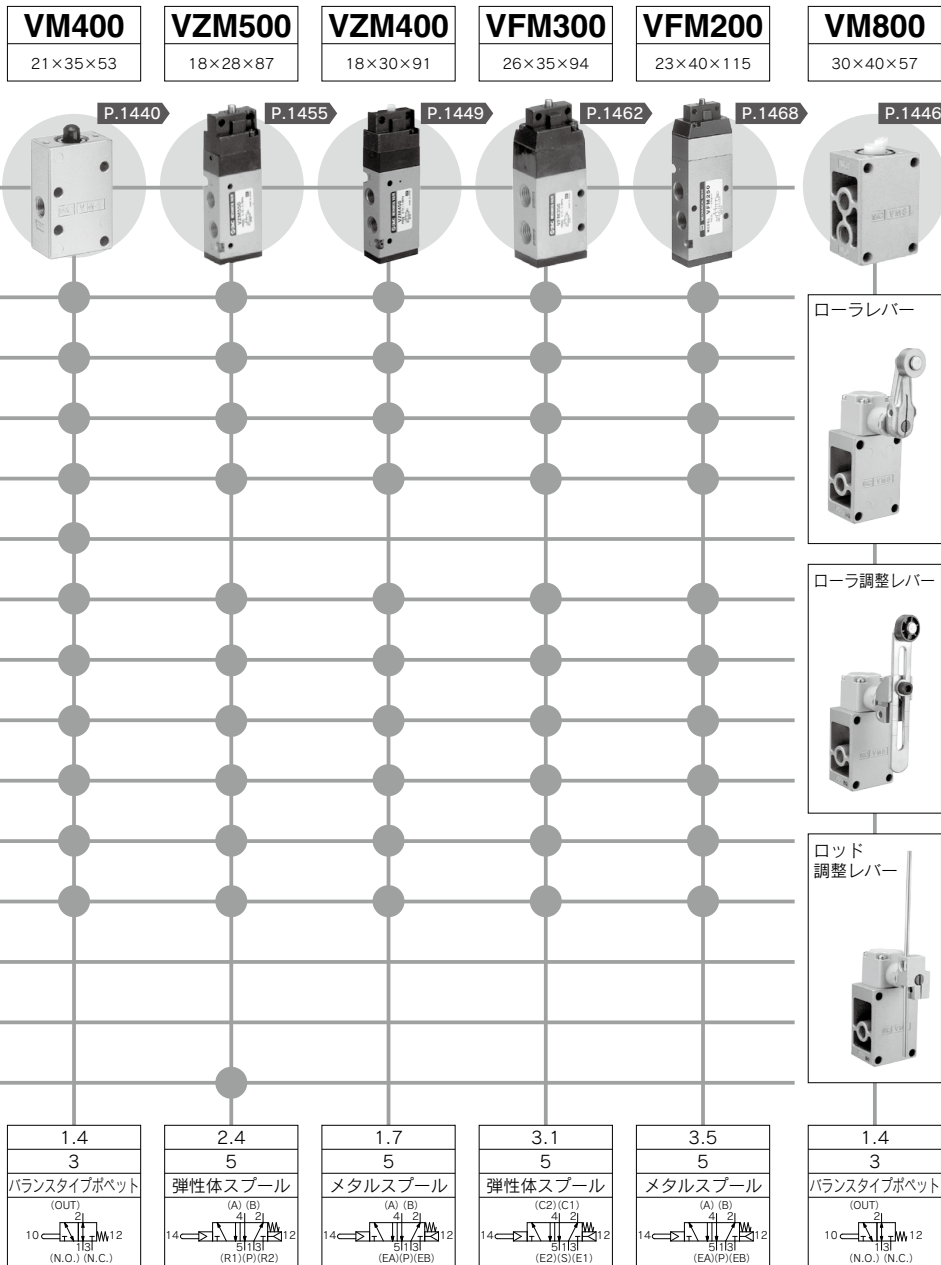 VM400 VZM500 VZM400 VFM300 VFM200 VM800
21×35×53 18×28×87 18×30×91 26×35×94 23×40×115 30×40×57
P.1440 P.1455 P.1449 P.1462 P.1468 P.1446
ローラレバー
ローラ調整レバー
ロッド
調整レバー
1.4 2.4 1.7 3.1 3.5 1.4
3 5 5 5 5 3
バランスタイプポペット 弾性体スプール メタルスプール 弾性体スプール メタルスプール バランスタイプポペット
(OUT) (A) (B) (A) (B) (C2)(C1) (A) (B) (OUT)
2 4 2 4 2 4 2 4 2 2
10 12 14 12 14 12 14 12 14 12 10 12
1 3 5 1 3 5 1 3 5 1 3 5 1 3 1 3
(N.O.) (N.C.) (R1)(P)(R2) (EA)(P)(EB) (E2)(S)(E1) (EA)(P)(EB) (N.O.) (N.C.)